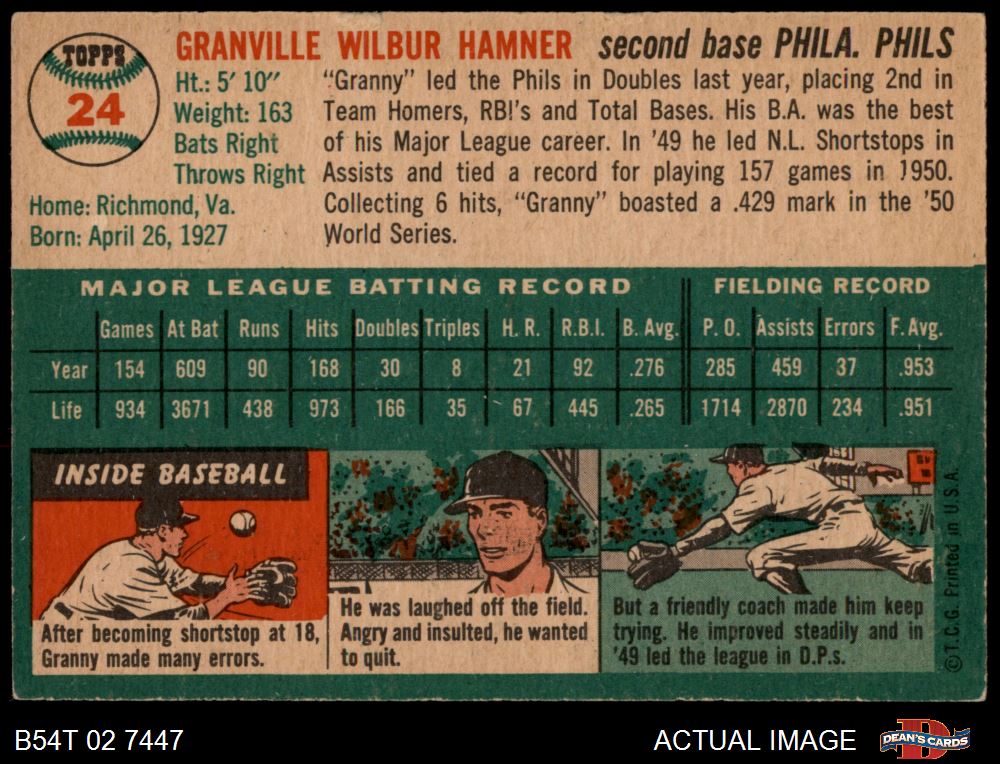 TOPPS
24
GRANVILLE WILBUR HAMNER second base PHILA. PHILS
Ht.: 5' 10"
Weight: 163
Bats Right
Throws Right
Home: Richmond, Va.
Born: April 26, 1927
"Granny" led the Phils in Doubles last year, placing 2nd in
Team Homers, RBI's and Total Bases. His B.A. was the best
of his Major League career. In '49 he led N.L. Shortstops in
Assists and tied a record for playing 157 games in 1950.
Collecting 6 hits, "Granny" boasted a .429 mark in the '50
World Series.
MAJOR LEAGUE BATTING RECORD FIELDING RECORD
Games At Bat Runs Hits Doubles Triples H. R. R.B.I. B. Avg. P. O. Assists Errors F. Avg.
Year 154 609 90 168 30 8 21 92 .276 285 459 37 .953
Life 934 3671 438 973 166 35 67 445 .265 1714 2870 234 .951
INSIDE BASEBALL
After becoming shortstop at 18,
Granny made many errors.
He was laughed off the field.
Angry and insulted, he wanted
to quit.
But a friendly coach made him keep
trying. He improved steadily and in
'49 led the league in D.P.s.
©T.C.G. Printed in U.S.A.
B54T 02 7447
ACTUAL IMAGE
DEAN'S CARDS